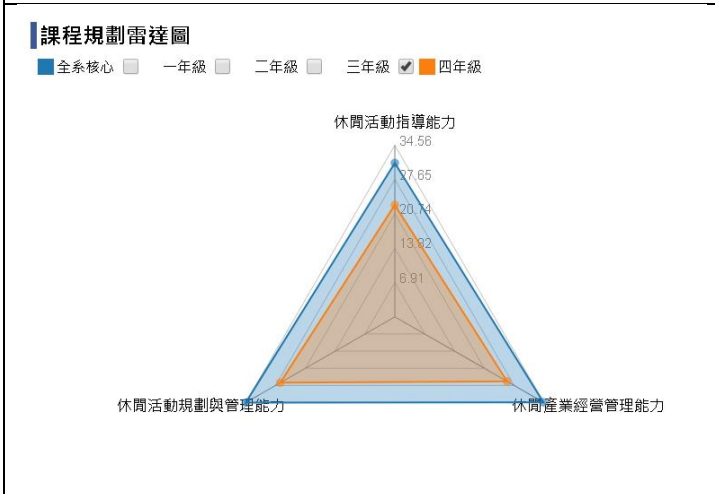 課程規劃雷達圖
全系核心 一年級 二年級 三年級 四年級
休閒活動指導能力
34.56
27.65
20.74
13.82
6.91
休閒活動規劃與管理能力 休閒產業經營管理能力